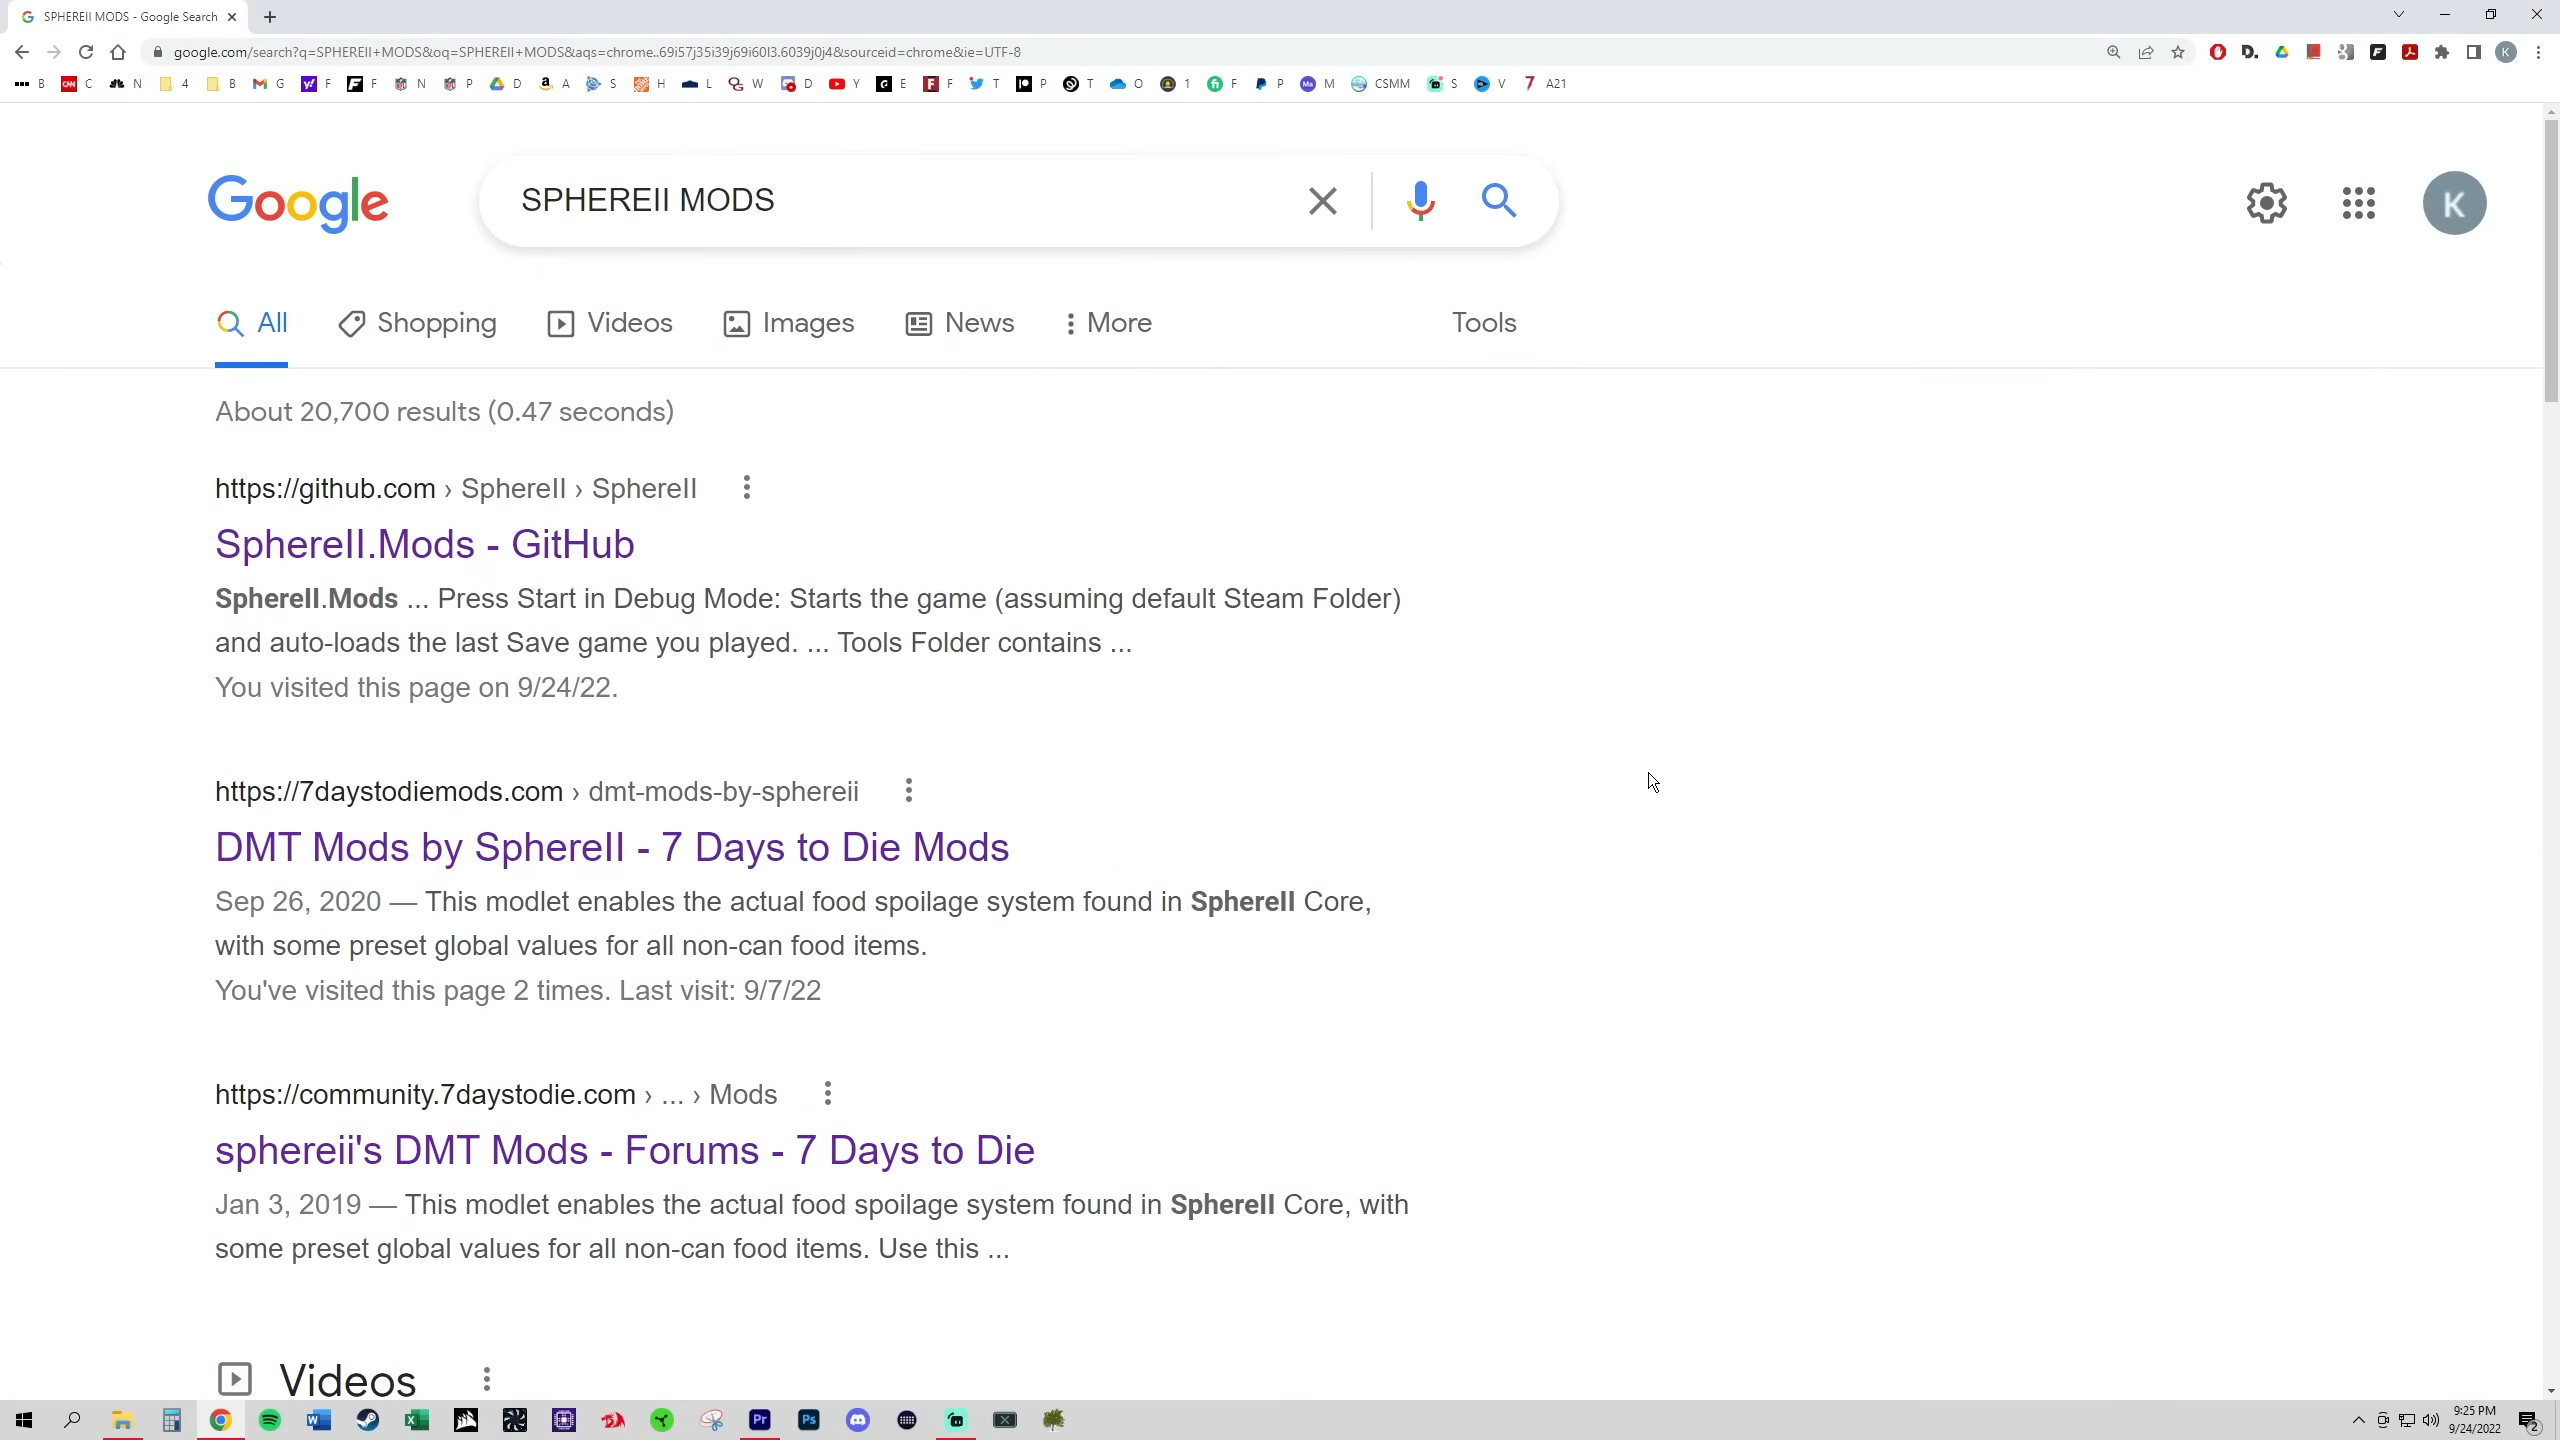 SPHEREII MODS - Google Search
google.com/search?q=SPHEREII+MODS&oq=SPHEREII+MODS&aqs=chrome..69i57j35i39j69i60l3.6039j0j4&sourceid=chrome&ie=UTF-8
B C N 4 B G F F N P D A S H L W D Y E F T P T O 1 F P M CSMM S V A21
Google
SPHEREII MODS
K
All Shopping Videos Images News More Tools
About 20,700 results (0.47 seconds)
https://github.com › SphereII › SphereII
SphereII.Mods - GitHub
SphereII.Mods ... Press Start in Debug Mode: Starts the game (assuming default Steam Folder)
and auto-loads the last Save game you played. ... Tools Folder contains ...
You visited this page on 9/24/22.
https://7daystodiemods.com › dmt-mods-by-sphereii
DMT Mods by SphereII - 7 Days to Die Mods
Sep 26, 2020 — This modlet enables the actual food spoilage system found in SphereII Core,
with some preset global values for all non-can food items.
You've visited this page 2 times. Last visit: 9/7/22
https://community.7daystodie.com › ... › Mods
sphereii's DMT Mods - Forums - 7 Days to Die
Jan 3, 2019 — This modlet enables the actual food spoilage system found in SphereII Core, with
some preset global values for all non-can food items. Use this ...
Videos
9:25 PM
9/24/2022